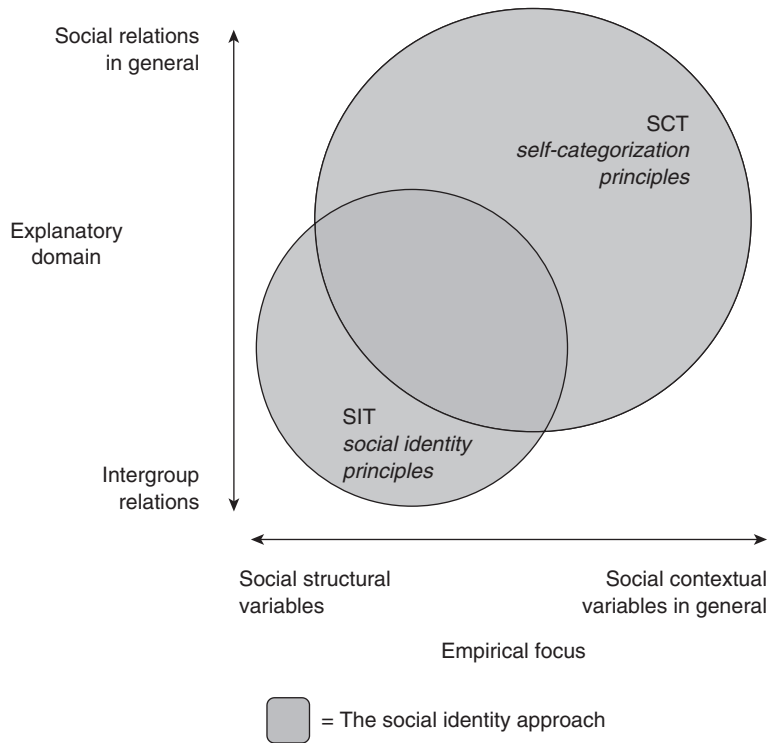 Social relations
in general
SCT
self-categorization
principles
Explanatory
domain
SIT
social identity
principles
Intergroup
relations
Social structural
variables
Social contextual
variables in general
Empirical focus
= The social identity approach